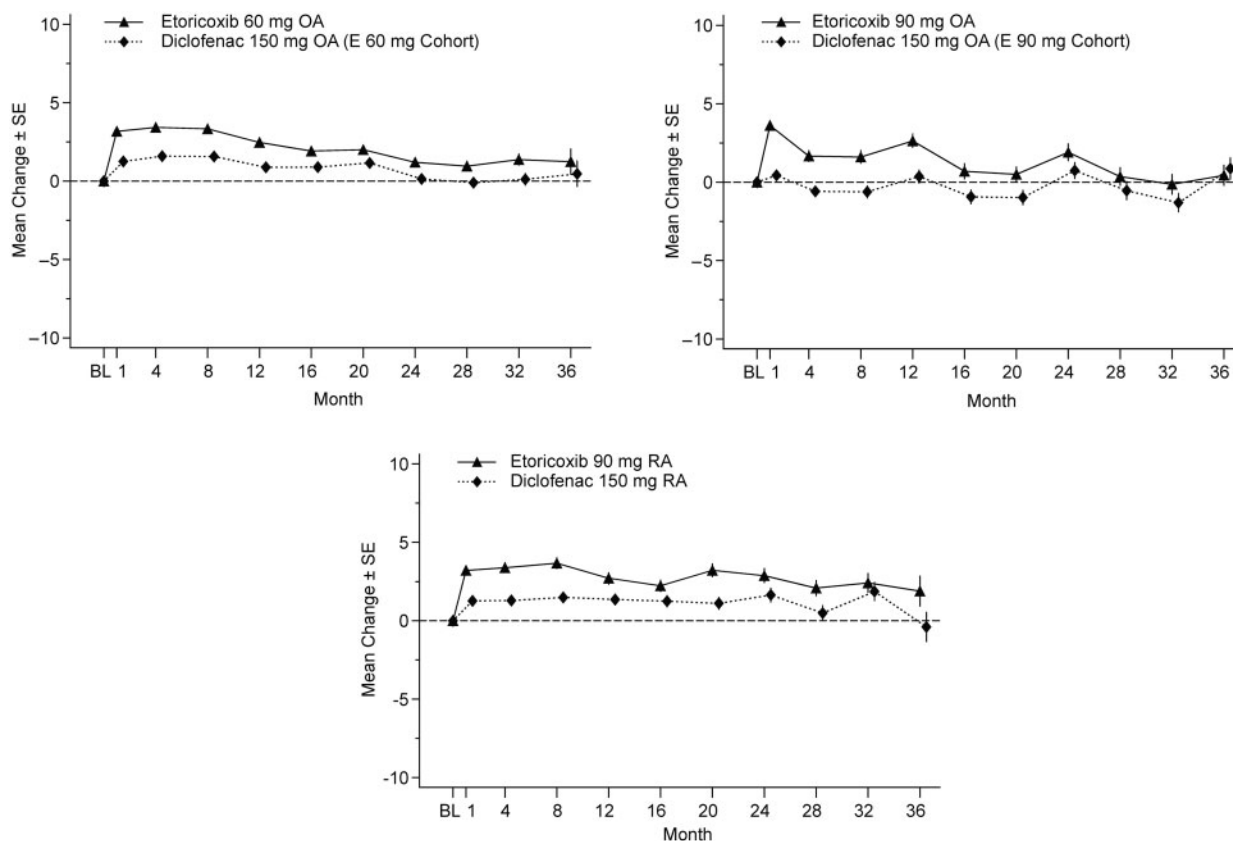 Etoricoxib 60 mg OA
Diclofenac 150 mg OA (E 60 mg Cohort)
Mean Change ± SE
10
5
0
–5
–10
BL 1 4 8 12 16 20 24 28 32 36
Month
Etoricoxib 90 mg OA
Diclofenac 150 mg OA (E 90 mg Cohort)
Mean Change ± SE
10
5
0
–5
–10
BL 1 4 8 12 16 20 24 28 32 36
Month
Etoricoxib 90 mg RA
Diclofenac 150 mg RA
Mean Change ± SE
10
5
0
–5
-10
BL 1 4 8 12 16 20 24 28 32 36
Month